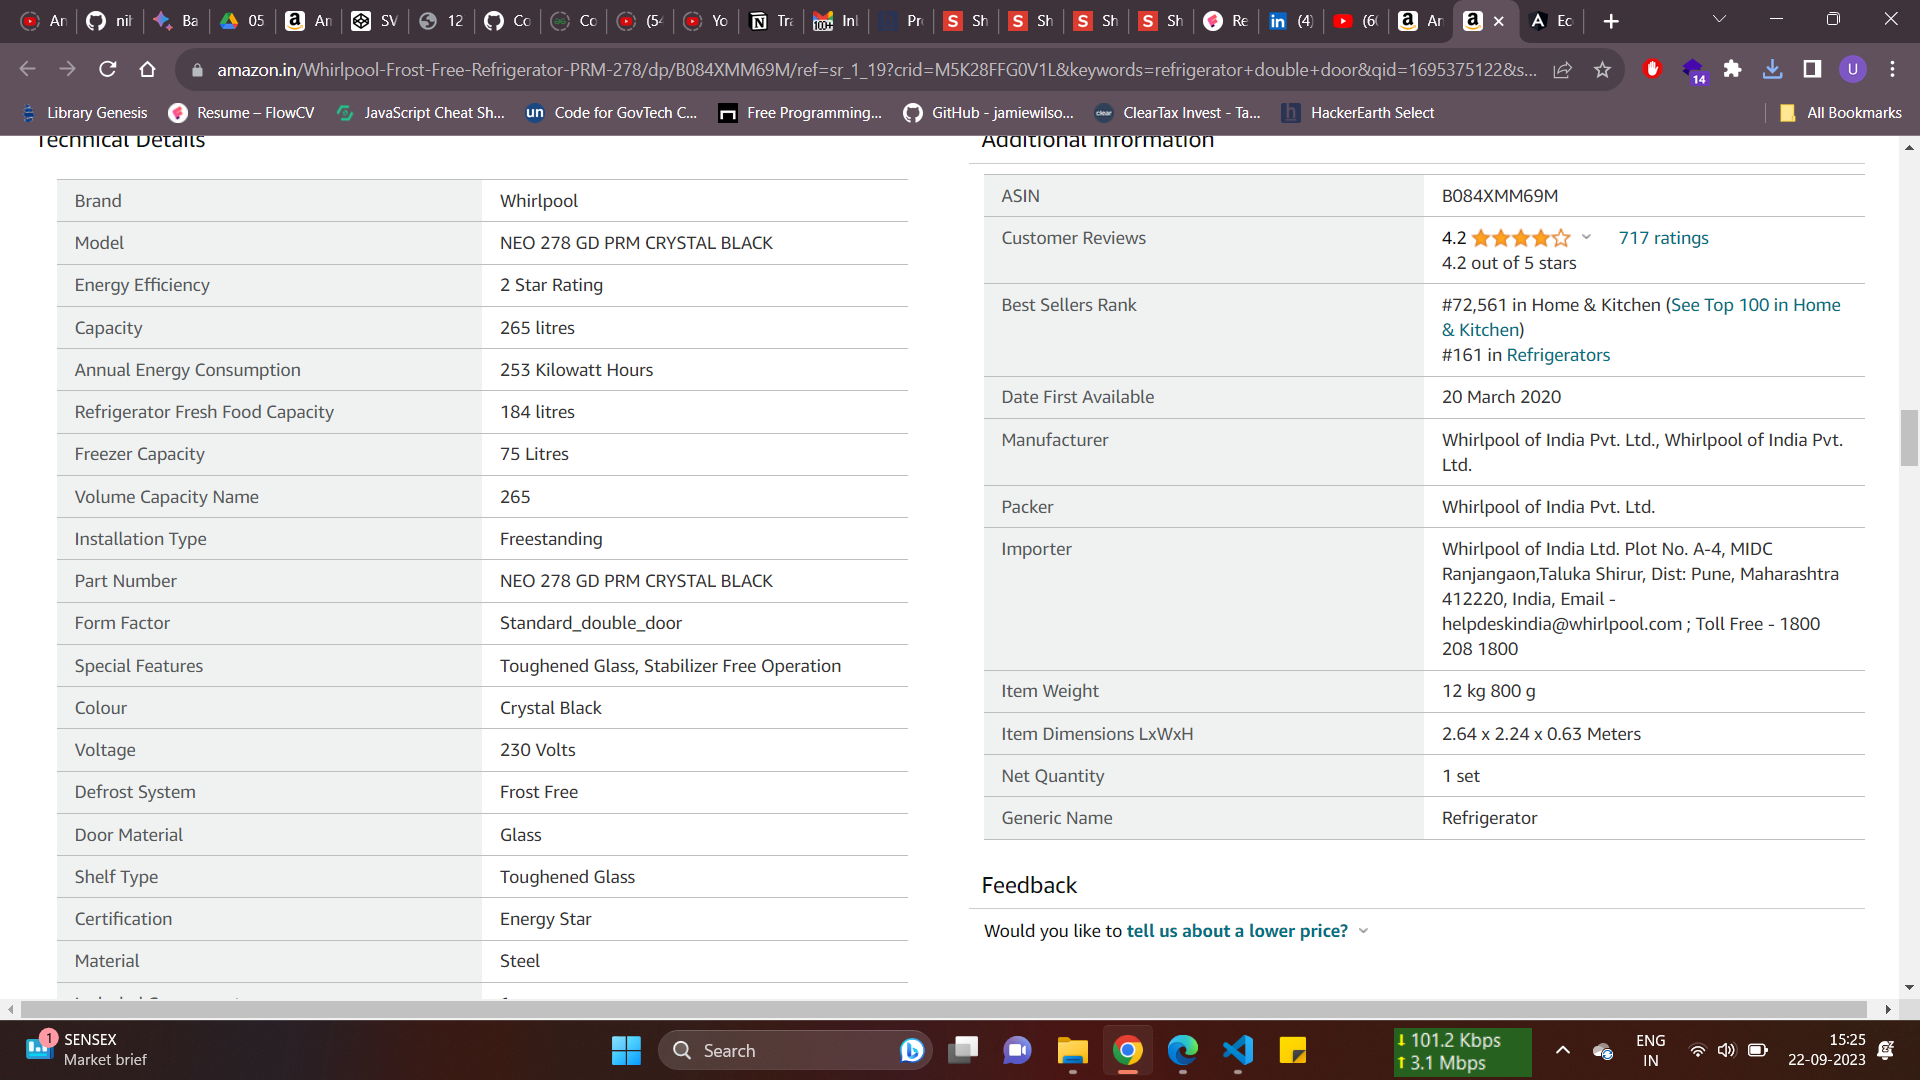 An
nih
Ba
05
An
SV
12
Co
Co
(54
Yo
Tra
Inl
Pro
Sh
Sh
Sh
Sh
Re
(4)
(60
An
Ec
amazon.in/Whirlpool-Frost-Free-Refrigerator-PRM-278/dp/B084XMM69M/ref=sr_1_19?crid=M5K28FFG0V1L&keywords=refrigerator+double+door&qid=1695375122&s...
14
U
Library Genesis
Resume – FlowCV
JavaScript Cheat Sh...
Code for GovTech C...
Free Programming...
GitHub - jamiewilso...
ClearTax Invest - Ta...
HackerEarth Select
All Bookmarks
Technical Details
Brand Whirlpool
Model NEO 278 GD PRM CRYSTAL BLACK
Energy Efficiency 2 Star Rating
Capacity 265 litres
Annual Energy Consumption 253 Kilowatt Hours
Refrigerator Fresh Food Capacity 184 litres
Freezer Capacity 75 Litres
Volume Capacity Name 265
Installation Type Freestanding
Part Number NEO 278 GD PRM CRYSTAL BLACK
Form Factor Standard_double_door
Special Features Toughened Glass, Stabilizer Free Operation
Colour Crystal Black
Voltage 230 Volts
Defrost System Frost Free
Door Material Glass
Shelf Type Toughened Glass
Certification Energy Star
Material Steel
Additional Information
ASIN B084XMM69M
Customer Reviews 4.2 717 ratings
4.2 out of 5 stars
Best Sellers Rank #72,561 in Home & Kitchen (See Top 100 in Home
& Kitchen)
#161 in Refrigerators
Date First Available 20 March 2020
Manufacturer Whirlpool of India Pvt. Ltd., Whirlpool of India Pvt.
Ltd.
Packer Whirlpool of India Pvt. Ltd.
Importer Whirlpool of India Ltd. Plot No. A-4, MIDC
Ranjangaon,Taluka Shirur, Dist: Pune, Maharashtra
412220, India, Email -
helpdeskindia@whirlpool.com ; Toll Free - 1800
208 1800
Item Weight 12 kg 800 g
Item Dimensions LxWxH 2.64 x 2.24 x 0.63 Meters
Net Quantity 1 set
Generic Name Refrigerator
Feedback
Would you like to tell us about a lower price?
1
SENSEX
Market brief
Search
101.2 Kbps
3.1 Mbps
ENG
IN
15:25
22-09-2023